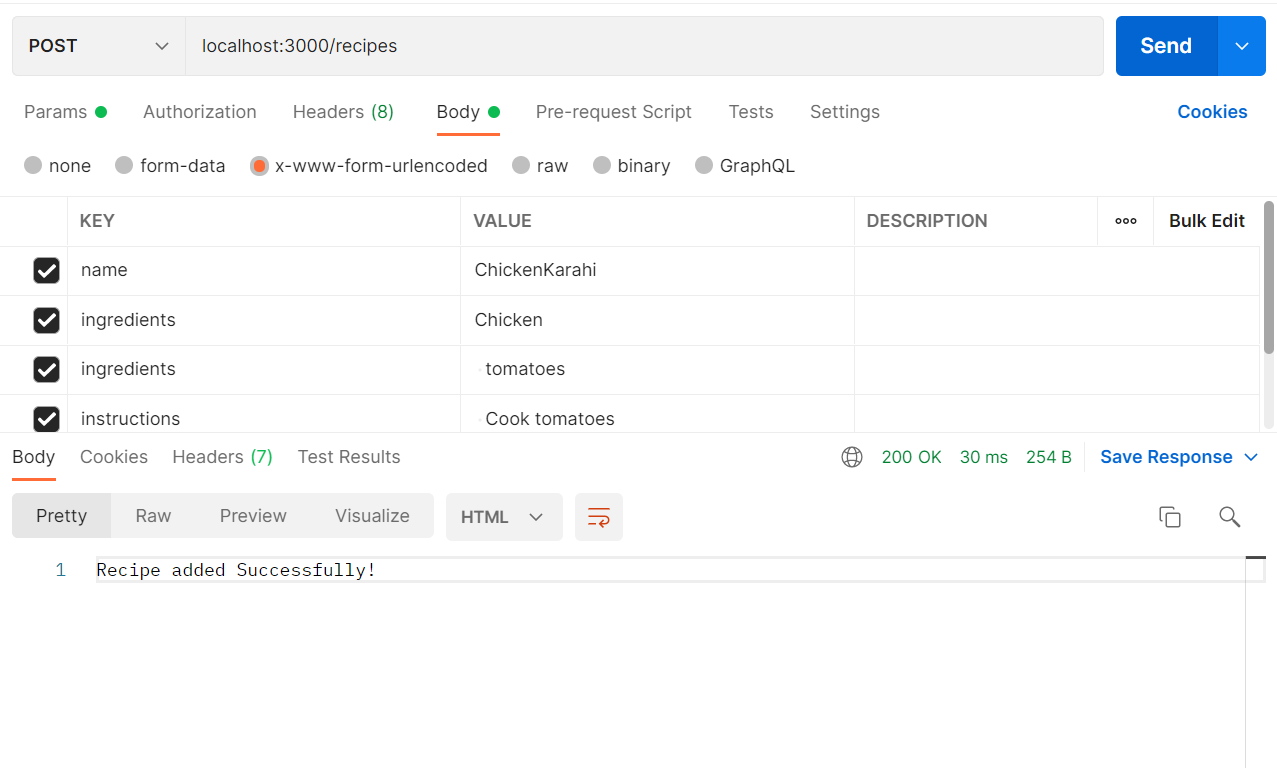 POST localhost:3000/recipes Send
Params Authorization Headers (8) Body Pre-request Script Tests Settings Cookies
none form-data x-www-form-urlencoded raw binary GraphQL
KEY VALUE DESCRIPTION Bulk Edit
name ChickenKarahi
ingredients Chicken
ingredients tomatoes
instructions Cook tomatoes
Body Cookies Headers (7) Test Results 200 OK 30 ms 254 B Save Response
Pretty Raw Preview Visualize HTML
1 Recipe added Successfully!